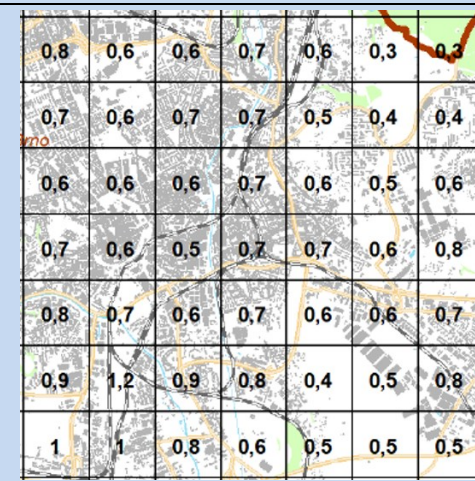 0,8 0,6 0,6 0,7 0,6 0,3 0,3
0,7 0,6 0,7 0,7 0,5 0,4 0,4
rno
0,6 0,6 0,6 0,7 0,6 0,5 0,6
0,7 0,6 0,5 0,7 0,7 0,6 0,8
0,8 0,7 0,6 0,7 0,6 0,6 0,7
0,9 1,2 0,9 0,8 0,4 0,5 0,8
1 1 0,8 0,6 0,5 0,5 0,5